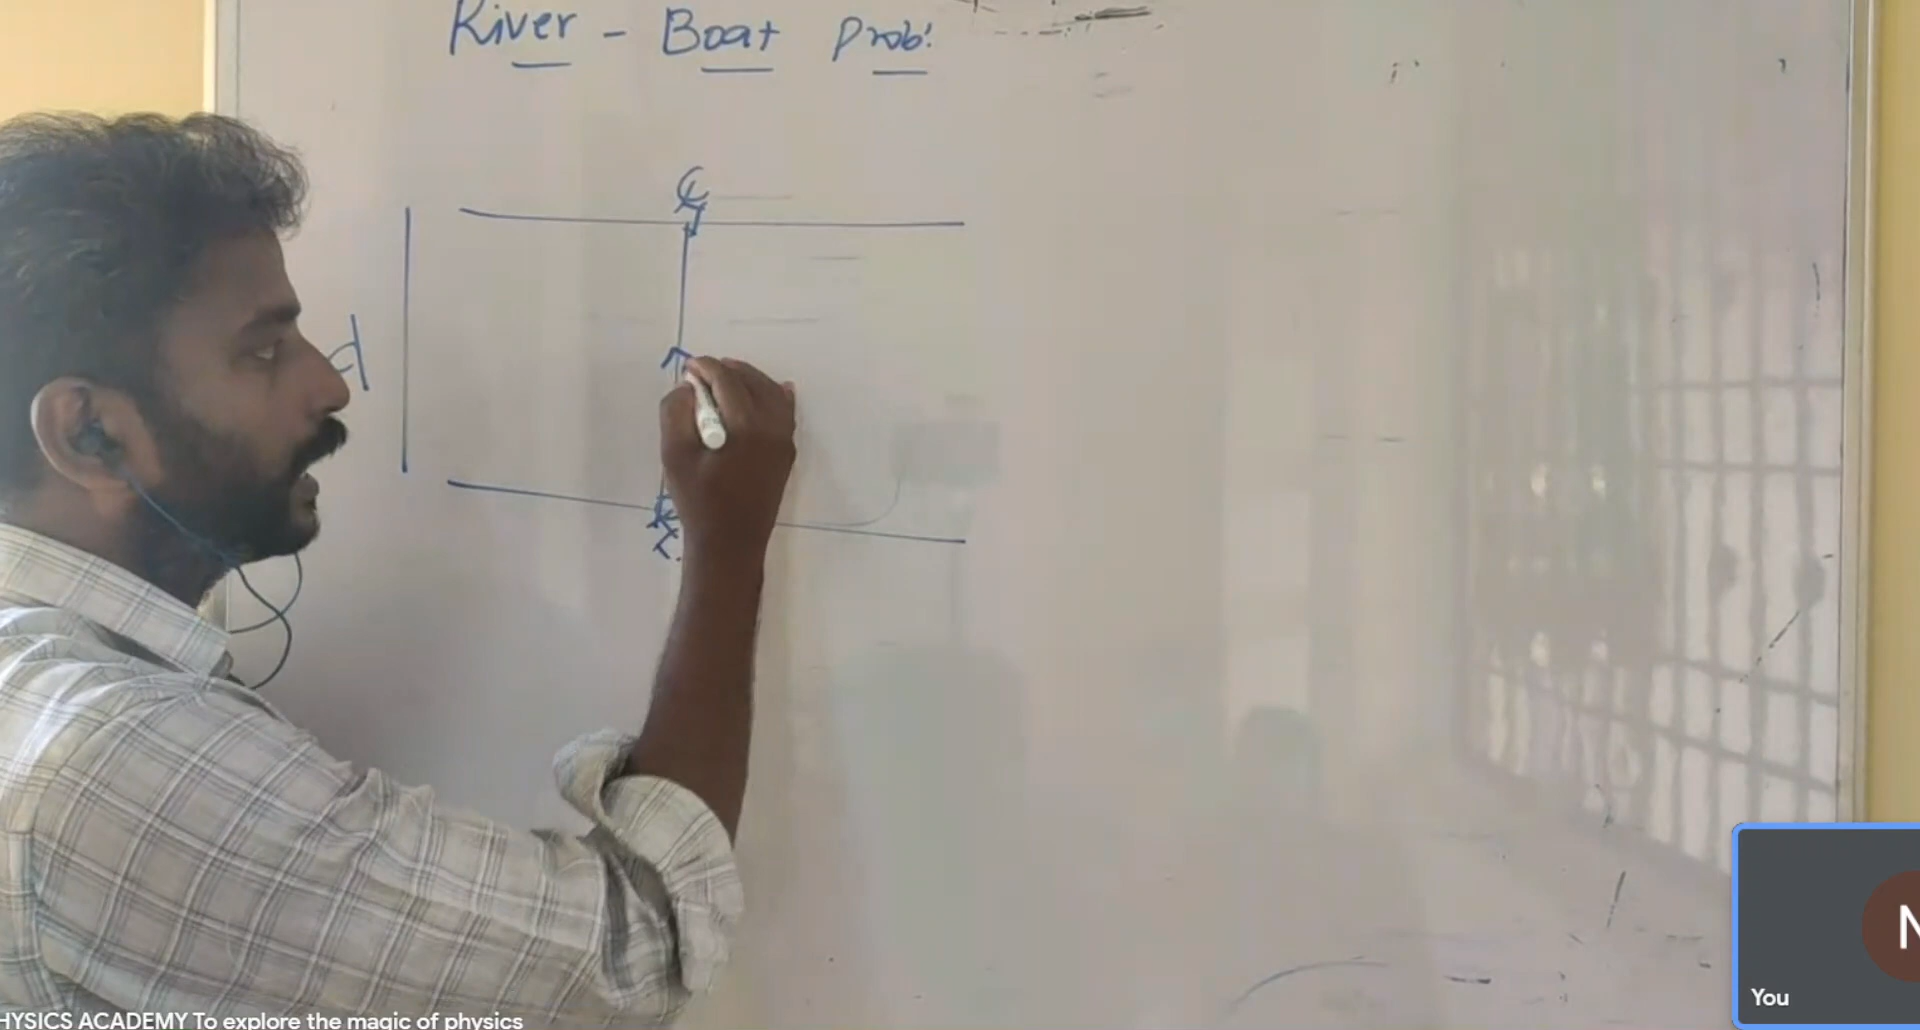 River - Boat Prob:
d
HYSICS ACADEMY To explore the magic of physics
You
N